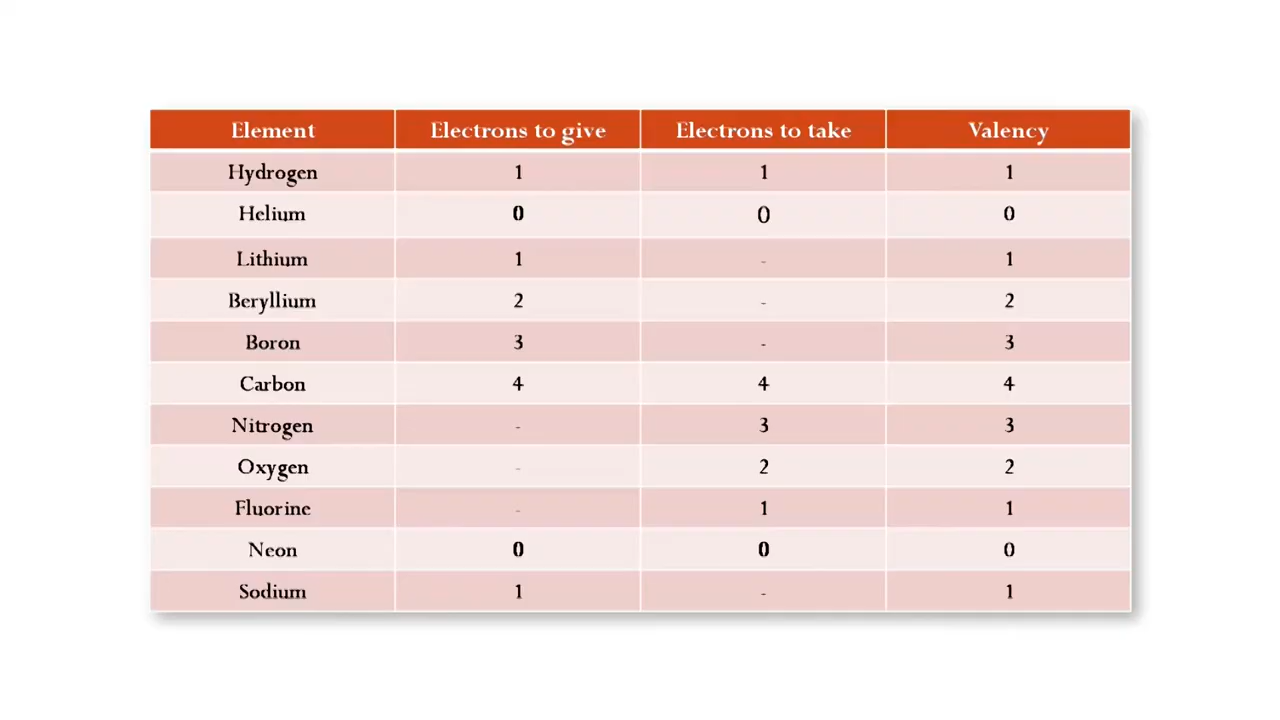 Element Electrons to give Electrons to take Valency
Hydrogen 1 1 1
Helium 0 0 0
Lithium 1 - 1
Beryllium 2 - 2
Boron 3 - 3
Carbon 4 4 4
Nitrogen - 3 3
Oxygen - 2 2
Fluorine - 1 1
Neon 0 0 0
Sodium 1 - 1